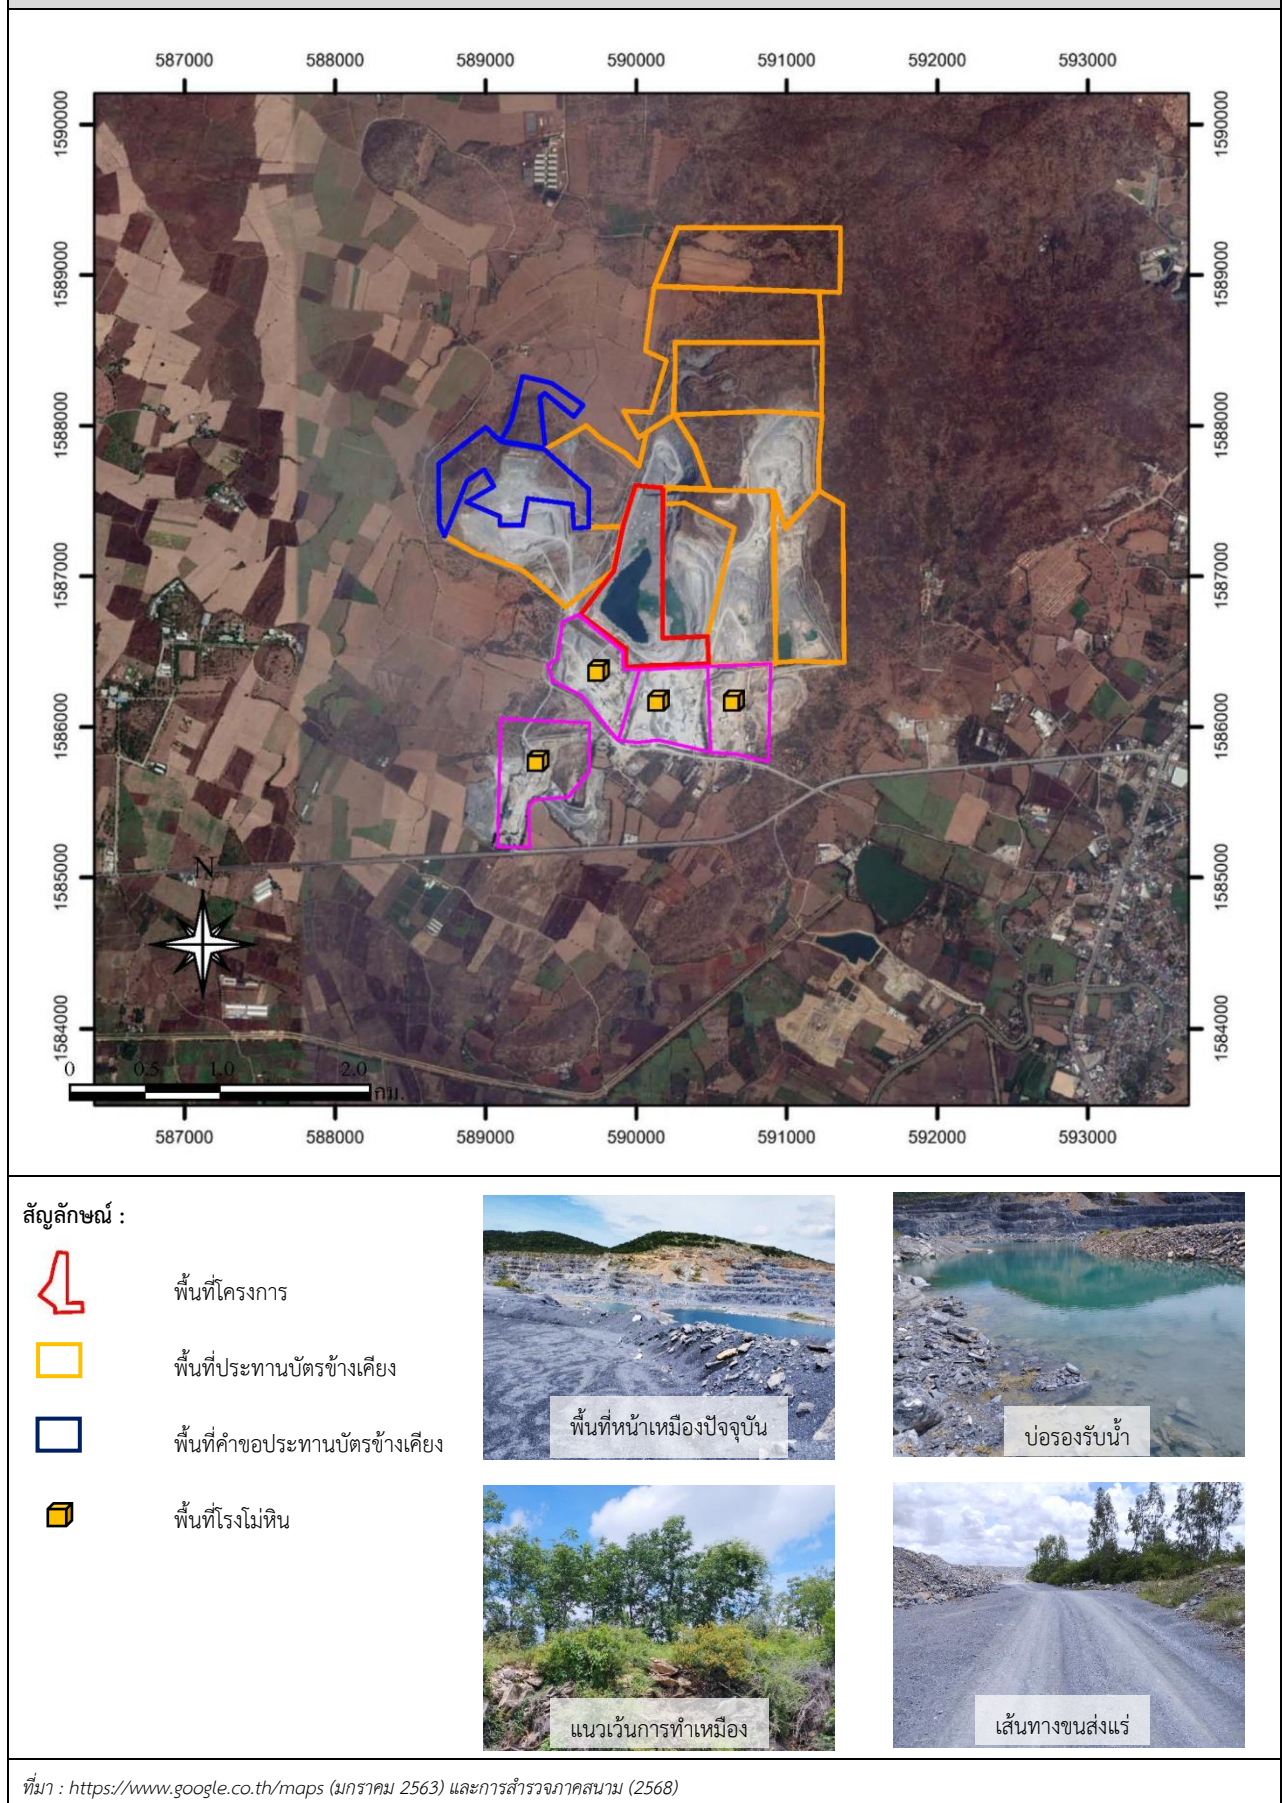 587000 588000 589000 590000 591000 592000 593000
1590000 1590000
1589000 1589000
1588000 1588000
1587000 1587000
1586000 1586000
1585000 1585000
N
1584000 1584000
0 0.5 1.0 2.0
กม.
587000 588000 589000 590000 591000 592000 593000
สัญลักษณ์ :
พื้นที่โครงการ
พื้นที่ประทานบัตรข้างเคียง
พื้นที่คำขอประทานบัตรข้างเคียง
พื้นที่โรงโม่หิน
พื้นที่หน้าเหมืองปัจจุบัน
บ่อรองรับน้ำ
แนวเว้นการทำเหมือง
เส้นทางขนส่งแร่
ที่มา : https://www.google.co.th/maps (มกราคม 2563) และการสำรวจภาคสนาม (2568)